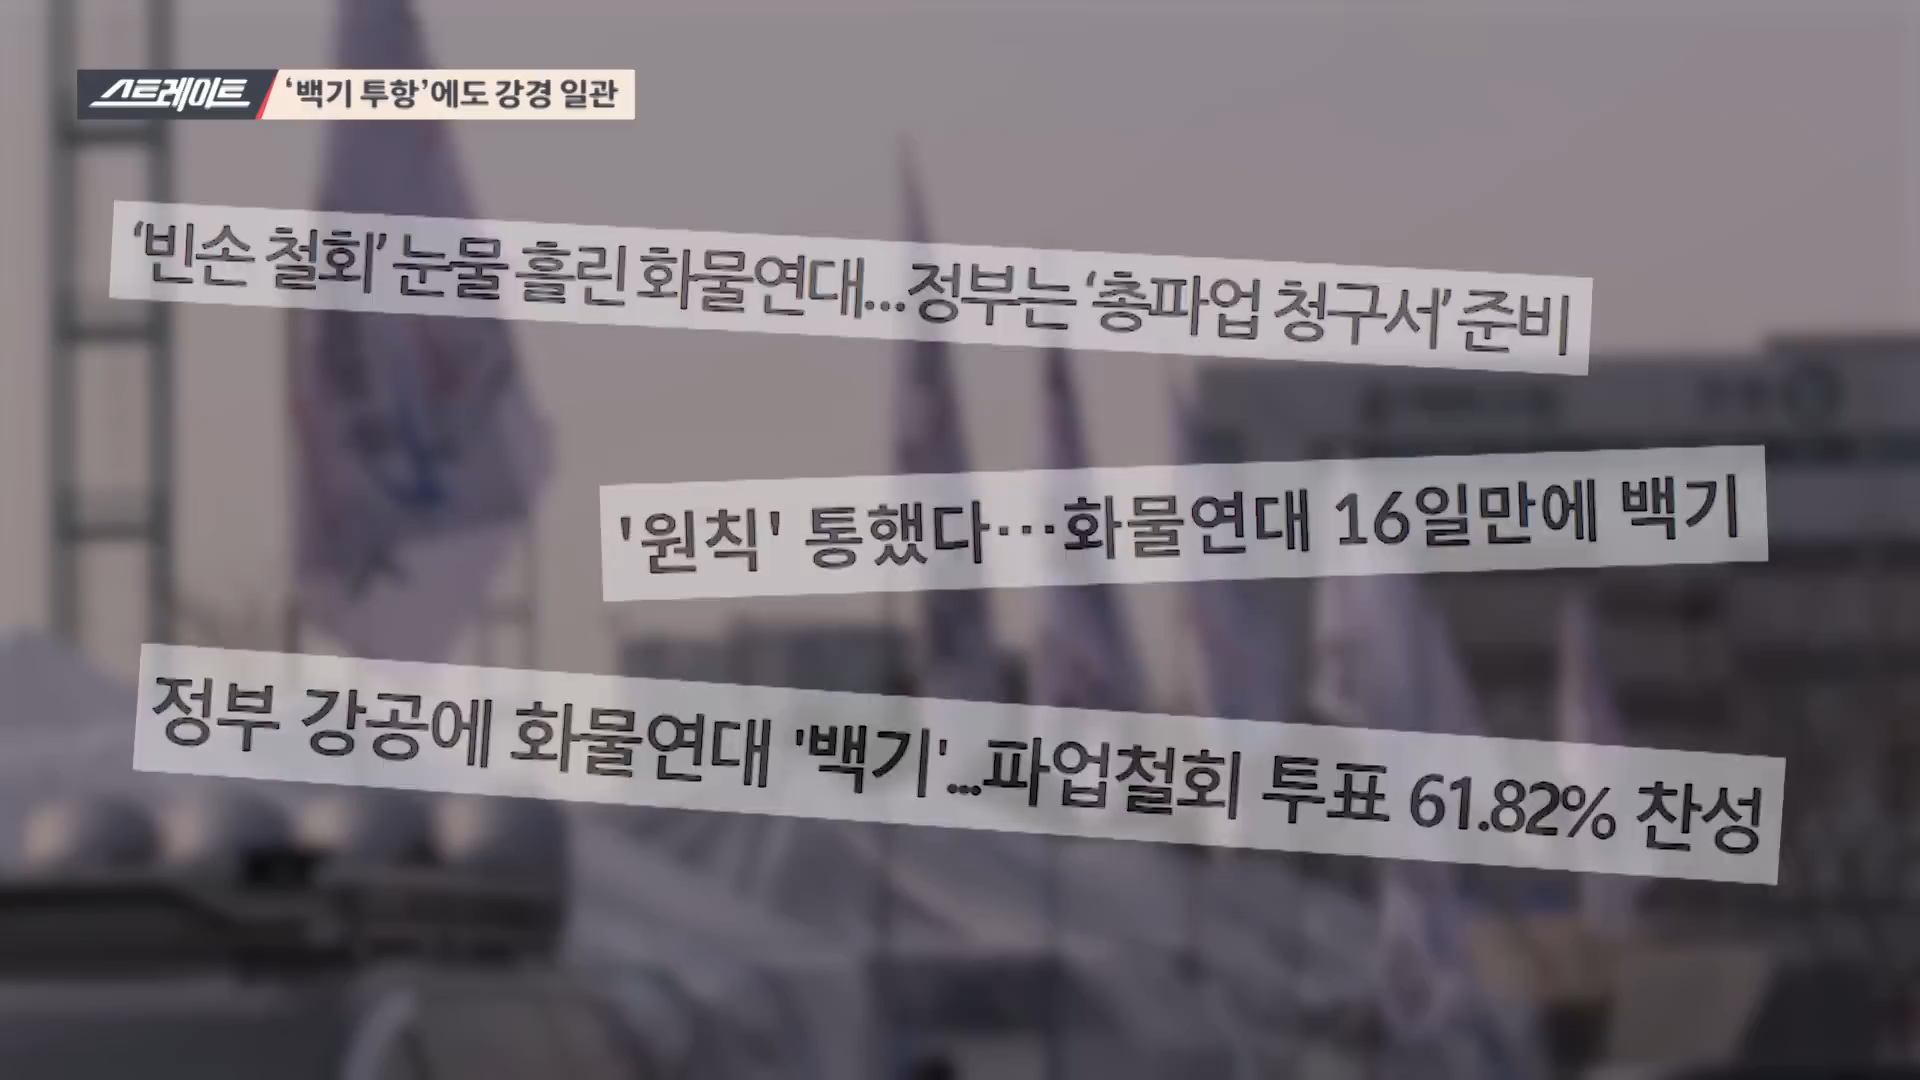 스트레이트 ‘백기 투항’에도 강경 일관
‘빈손 철회’ 눈물 흘린 화물연대...정부는 ‘총파업 청구서’ 준비
'원칙' 통했다…화물연대 16일만에 백기
정부 강공에 화물연대 '백기'...파업철회 투표 61.82% 찬성